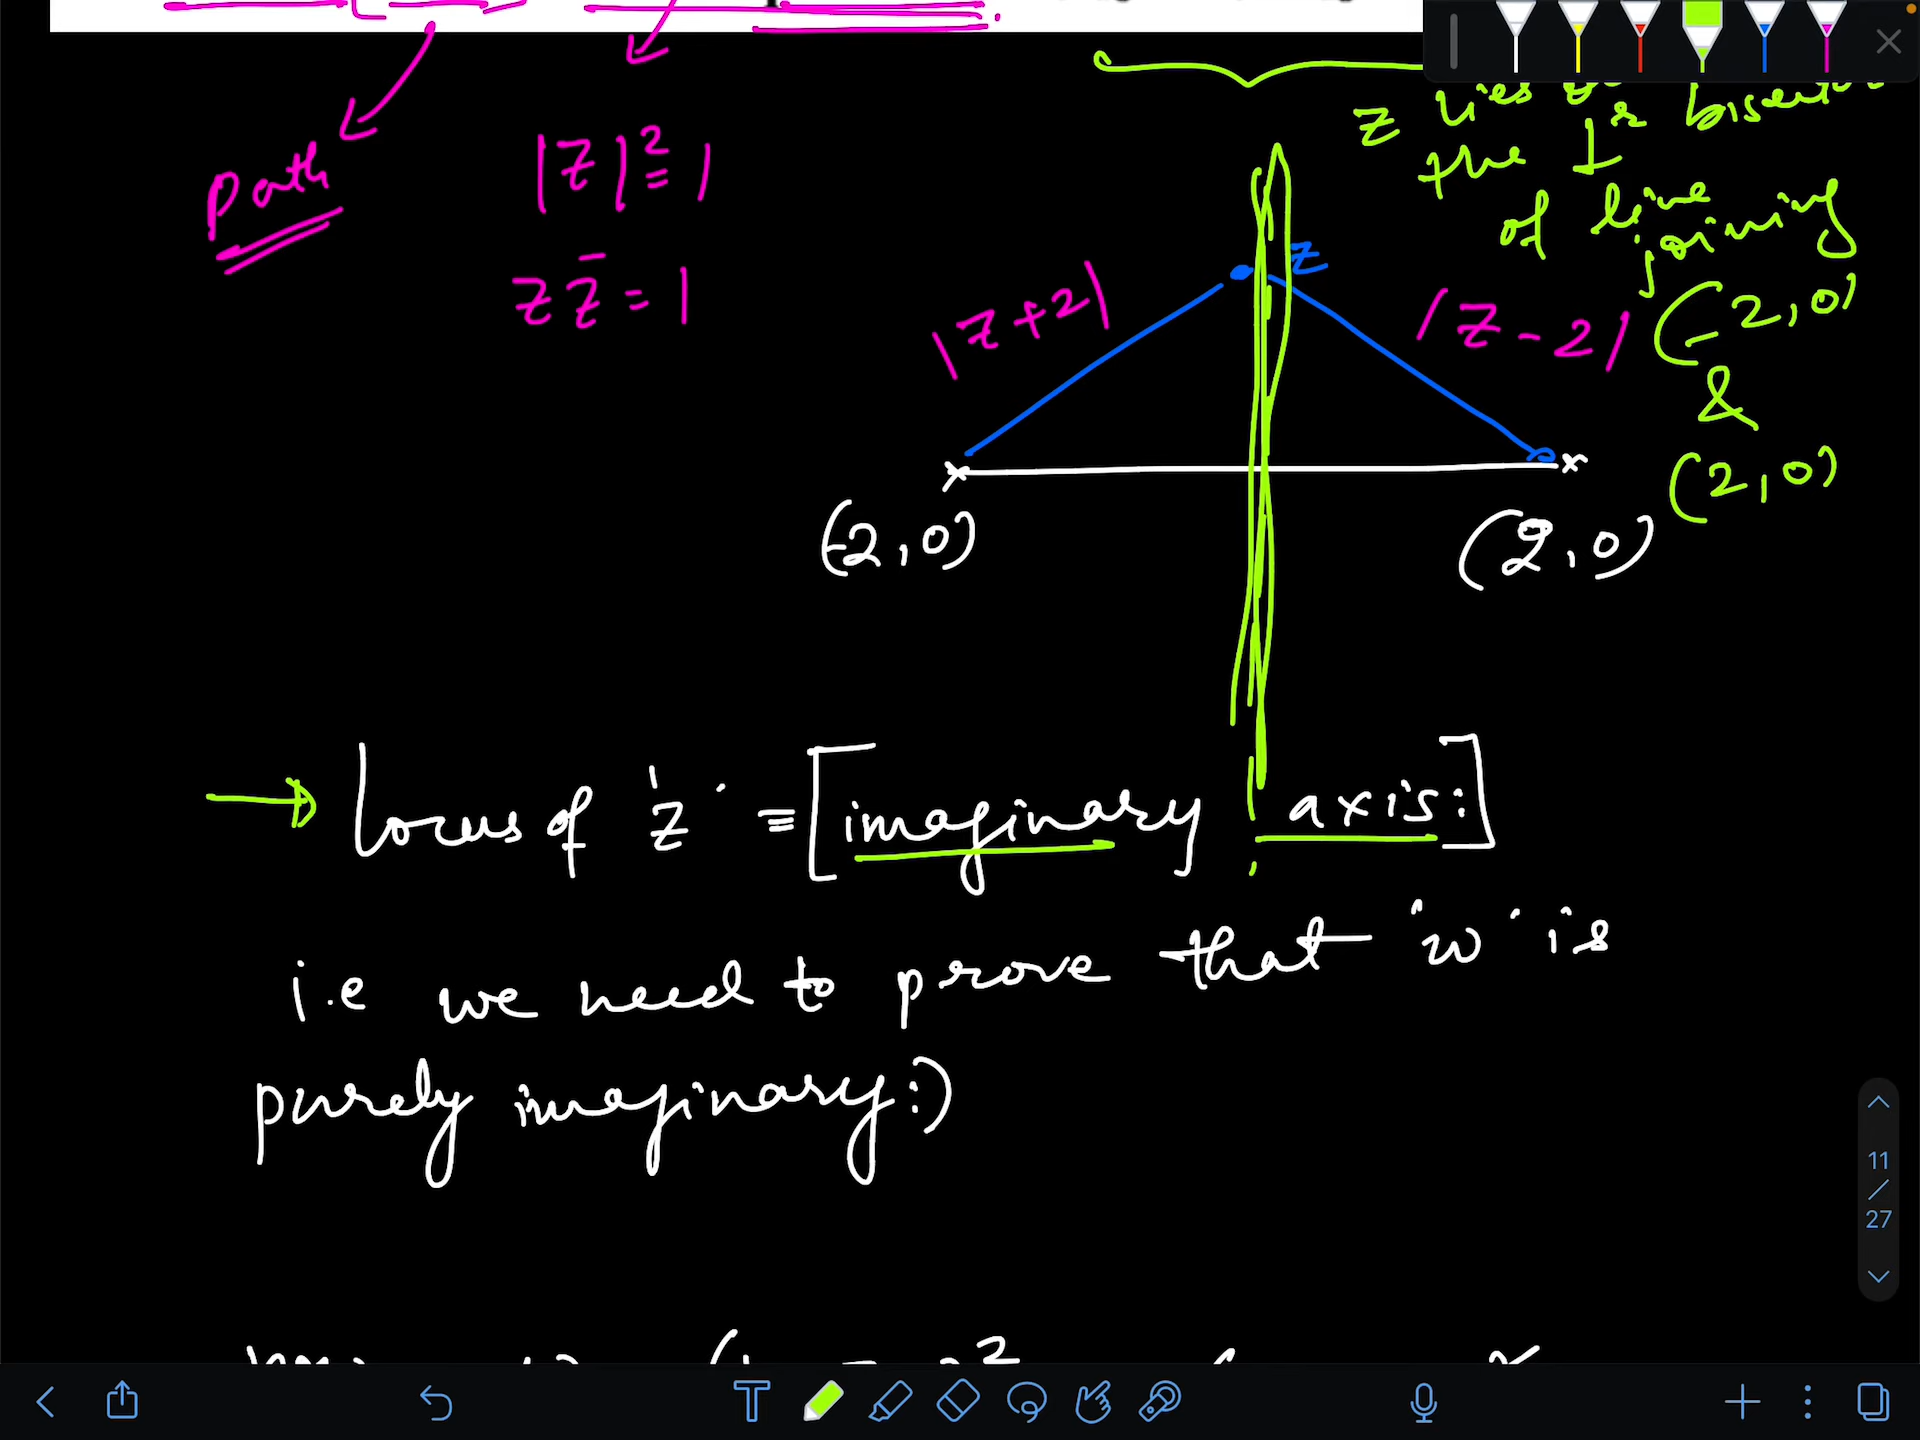 z lies
the ⊥r bisector
of line
joining
(-2,0)
&
(2,0)
Path
|z|² = 1
z z̄ = 1
|z+2|
z
|z-2|
(-2,0)
(2,0)
→ Locus of 'z' ≡ [imaginary axis:]
i.e we need to prove that 'w' is
purely imaginary:)
11
/
27
T